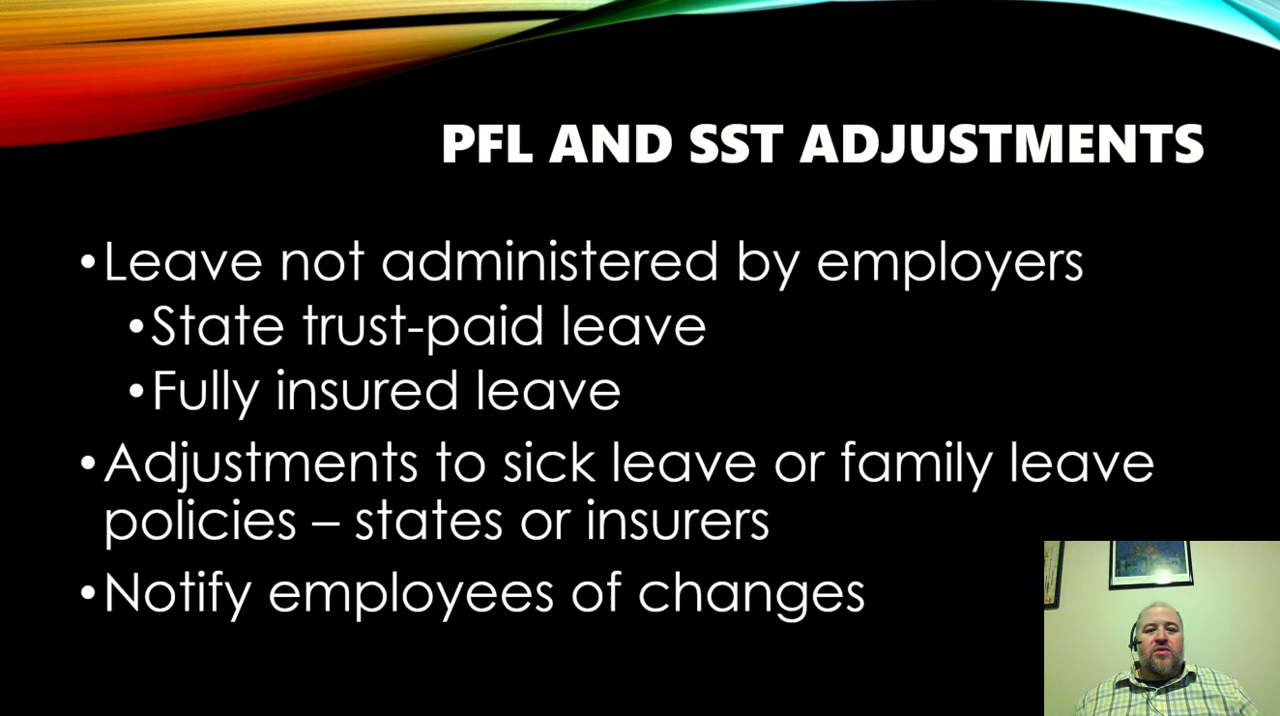 PFL AND SST ADJUSTMENTS
•Leave not administered by employers
•State trust-paid leave
•Fully insured leave
•Adjustments to sick leave or family leave
policies – states or insurers
•Notify employees of changes